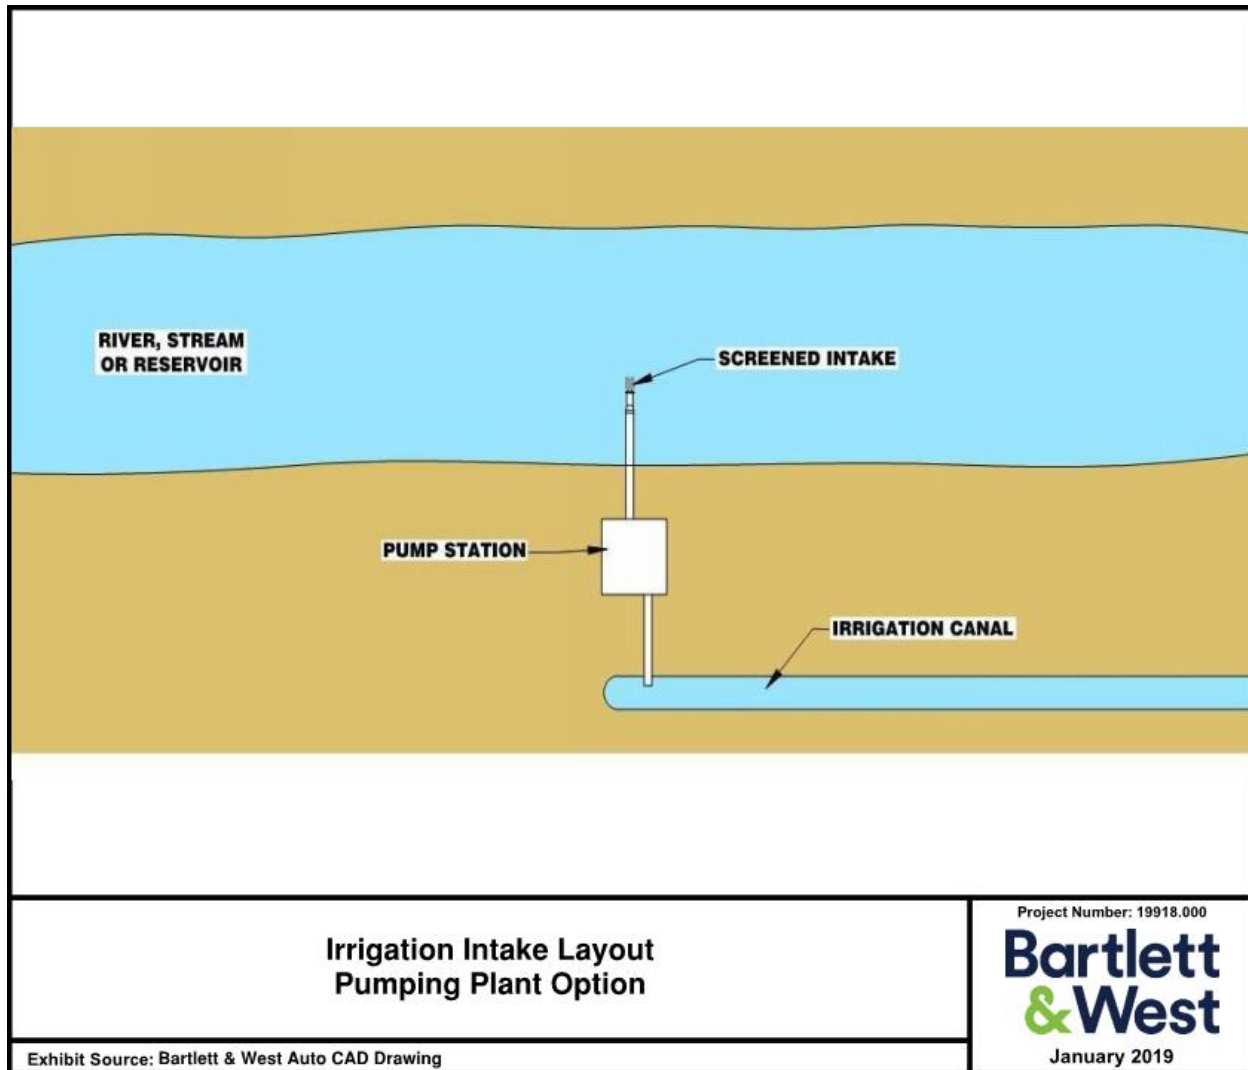 RIVER, STREAM
OR RESERVOIR
SCREENED INTAKE
PUMP STATION
IRRIGATION CANAL
Irrigation Intake Layout
Pumping Plant Option
Exhibit Source: Bartlett & West Auto CAD Drawing
Project Number: 19918.000
Bartlett
&West
January 2019